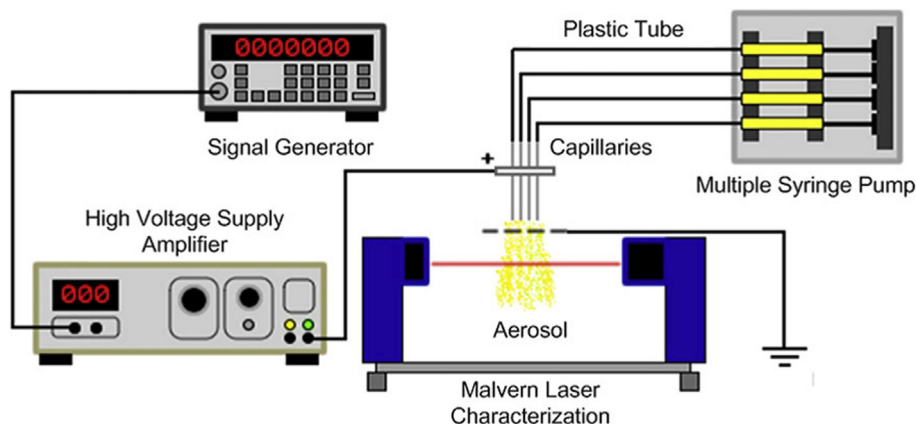 0000000
Signal Generator
Plastic Tube
+
Capillaries
Multiple Syringe Pump
High Voltage Supply
Amplifier
000
Aerosol
Malvern Laser
Characterization